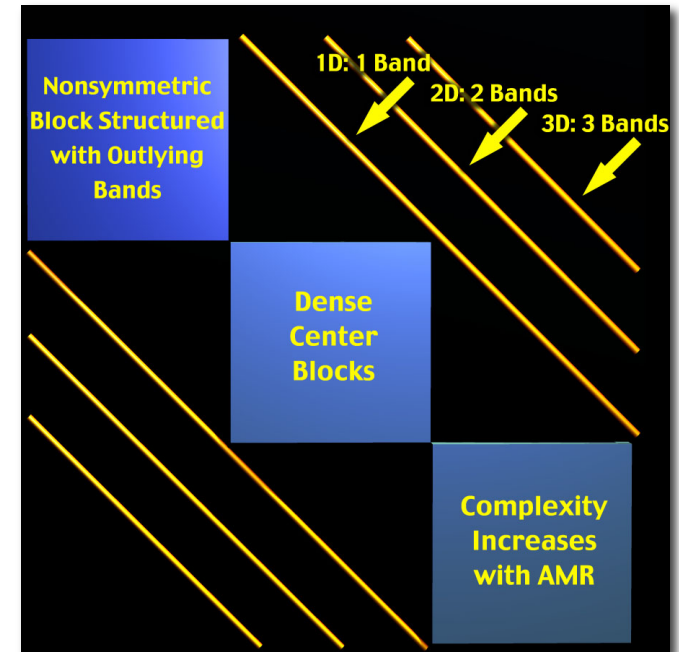 Nonsymmetric
Block Structured
with Outlying
Bands
1D: 1 Band
2D: 2 Bands
3D: 3 Bands
Dense
Center
Blocks
Complexity
Increases
with AMR